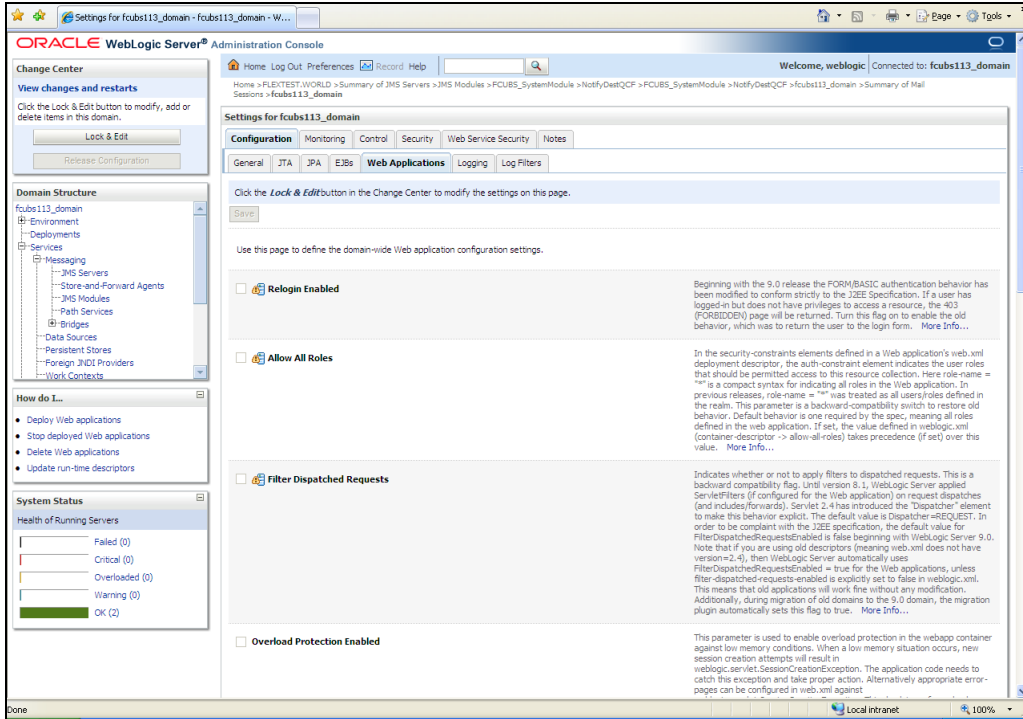 Settings for fcubs113_domain - fcubs113_domain - W...
Page Tools
ORACLE WebLogic Server® Administration Console
Change Center
View changes and restarts
Click the Lock & Edit button to modify, add or
delete items in this domain.
Lock & Edit
Release Configuration
Domain Structure
fcubs113_domain
Environment
Deployments
Services
Messaging
JMS Servers
Store-and-Forward Agents
JMS Modules
Path Services
Bridges
Data Sources
Persistent Stores
Foreign JNDI Providers
Work Contexts
How do I...
Deploy Web applications
Stop deployed Web applications
Delete Web applications
Update run-time descriptors
System Status
Health of Running Servers
Failed (0)
Critical (0)
Overloaded (0)
Warning (0)
OK (2)
Home Log Out Preferences Record Help
Welcome, weblogic Connected to: fcubs113_domain
Home >FLEXTEST.WORLD >Summary of JMS Servers >JMS Modules >FCUBS_SystemModule >NotifyDestQCF >FCUBS_SystemModule >NotifyDestQCF >fcubs113_domain >Summary of Mail
Sessions >fcubs113_domain
Settings for fcubs113_domain
Configuration Monitoring Control Security Web Service Security Notes
General JTA JPA EJBs Web Applications Logging Log Filters
Click the Lock & Edit button in the Change Center to modify the settings on this page.
Save
Use this page to define the domain-wide Web application configuration settings.
Relogin Enabled
Beginning with the 9.0 release the FORM/BASIC authentication behavior has
been modified to conform strictly to the J2EE Specification. If a user has
logged-in but does not have privileges to access a resource, the 403
(FORBIDDEN) page will be returned. Turn this flag on to enable the old
behavior, which was to return the user to the login form. More Info...
Allow All Roles
In the security-constraints elements defined in a Web application's web.xml
deployment descriptor, the auth-constraint element indicates the user roles
that should be permitted access to this resource collection. Here role-name =
"*" is a compact syntax for indicating all roles in the Web application. In
previous releases, role-name = "*" was treated as all users/roles defined in
the realm. This parameter is a backward-compatibility switch to restore old
behavior. Default behavior is one required by the spec, meaning all roles
defined in the web application. If set, the value defined in weblogic.xml
(container-descriptor -> allow-all-roles) takes precedence (if set) over this
value. More Info...
Filter Dispatched Requests
Indicates whether or not to apply filters to dispatched requests. This is a
backward compatibility flag. Until version 8.1, WebLogic Server applied
ServletFilters (if configured for the Web application) on request dispatches
(and includes/forwards). Servlet 2.4 has introduced the "Dispatcher" element
to make this behavior explicit. The default value is Dispatcher=REQUEST. In
order to be complaint with the J2EE specification, the default value for
FilterDispatchedRequestsEnabled is false beginning with WebLogic Server 9.0.
Note that if you are using old descriptors (meaning web.xml does not have
version=2.4), then WebLogic Server automatically uses
FilterDispatchedRequestsEnabled = true for the Web applications, unless
filter-dispatched-requests-enabled is explicitly set to false in weblogic.xml.
This means that old applications will work fine without any modification.
Additionally, during migration of old domains to the 9.0 domain, the migration
plugin automatically sets this flag to true. More Info...
Overload Protection Enabled
This parameter is used to enable overload protection in the webapp container
against low memory conditions. When a low memory situation occurs, new
session creation attempts will result in
weblogic.servlet.SessionCreationException. The application code needs to
catch this exception and take proper action. Alternatively appropriate error-
pages can be configured in web.xml against
Done
Local intranet
100%